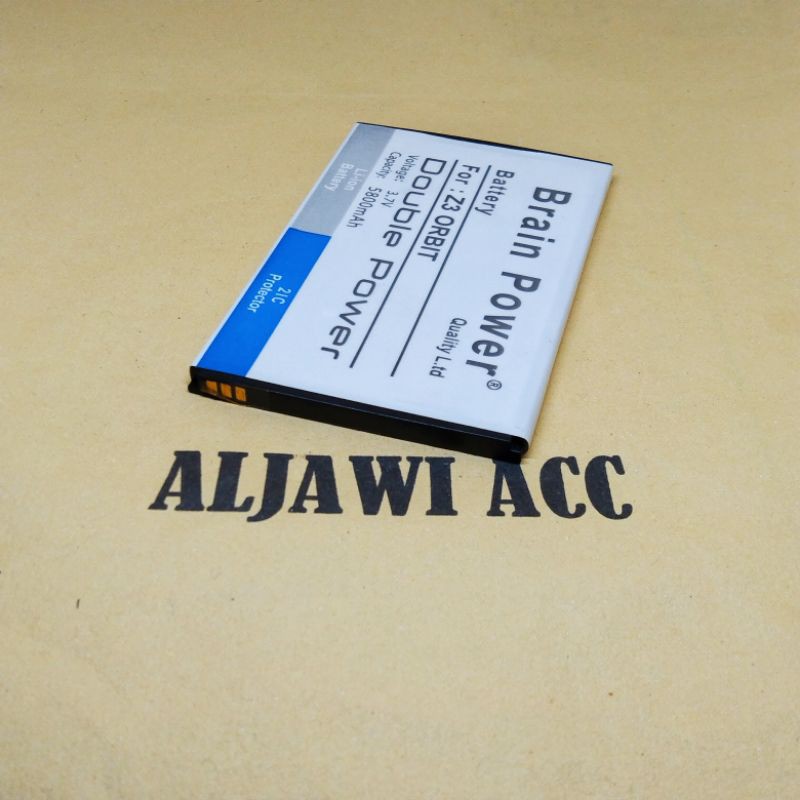 Brain Power®
Quality L.td
Battery
For : Z3 ORBIT
Double Power
Voltage: 3.7V
Capacity: 5800mAh
Li-ion
Battery
2IC
Protector
ALJAWI ACC